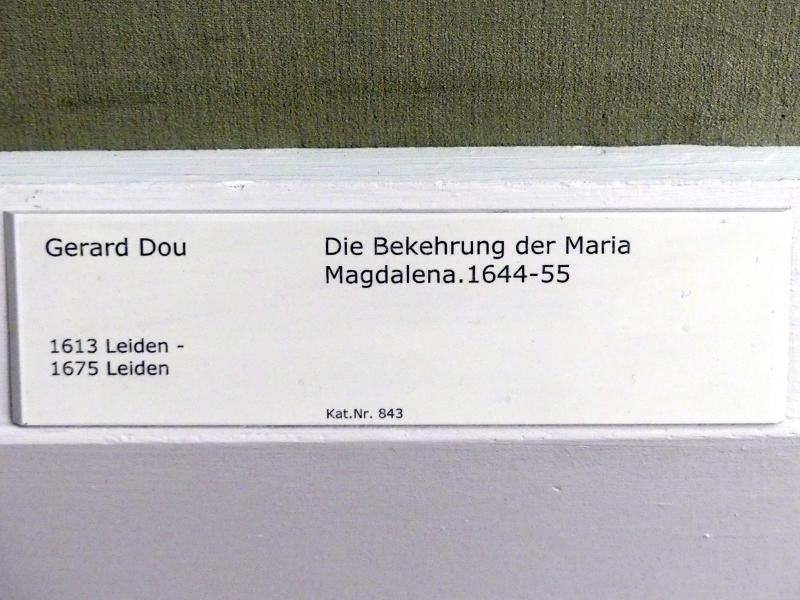 Gerard Dou
1613 Leiden -
1675 Leiden
Die Bekehrung der Maria
Magdalena.1644-55
Kat.Nr. 843